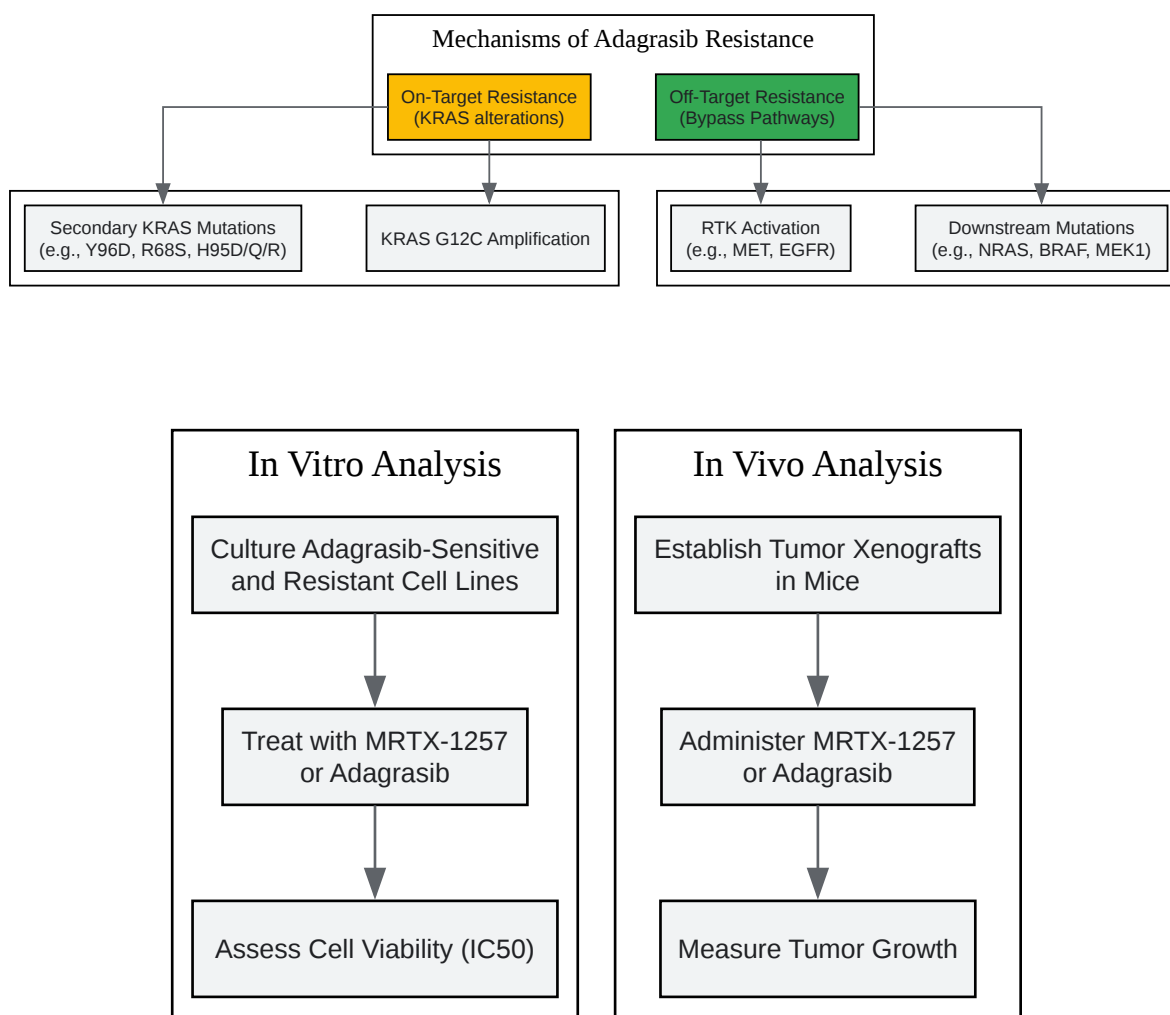 Mechanisms of Adagrasib Resistance
On-Target Resistance
(KRAS alterations)
Off-Target Resistance
(Bypass Pathways)
Secondary KRAS Mutations
(e.g., Y96D, R68S, H95D/Q/R)
KRAS G12C Amplification
RTK Activation
(e.g., MET, EGFR)
Downstream Mutations
(e.g., NRAS, BRAF, MEK1)
In Vitro Analysis
Culture Adagrasib-Sensitive
and Resistant Cell Lines
Treat with MRTX-1257
or Adagrasib
Assess Cell Viability (IC50)
In Vivo Analysis
Establish Tumor Xenografts
in Mice
Administer MRTX-1257
or Adagrasib
Measure Tumor Growth